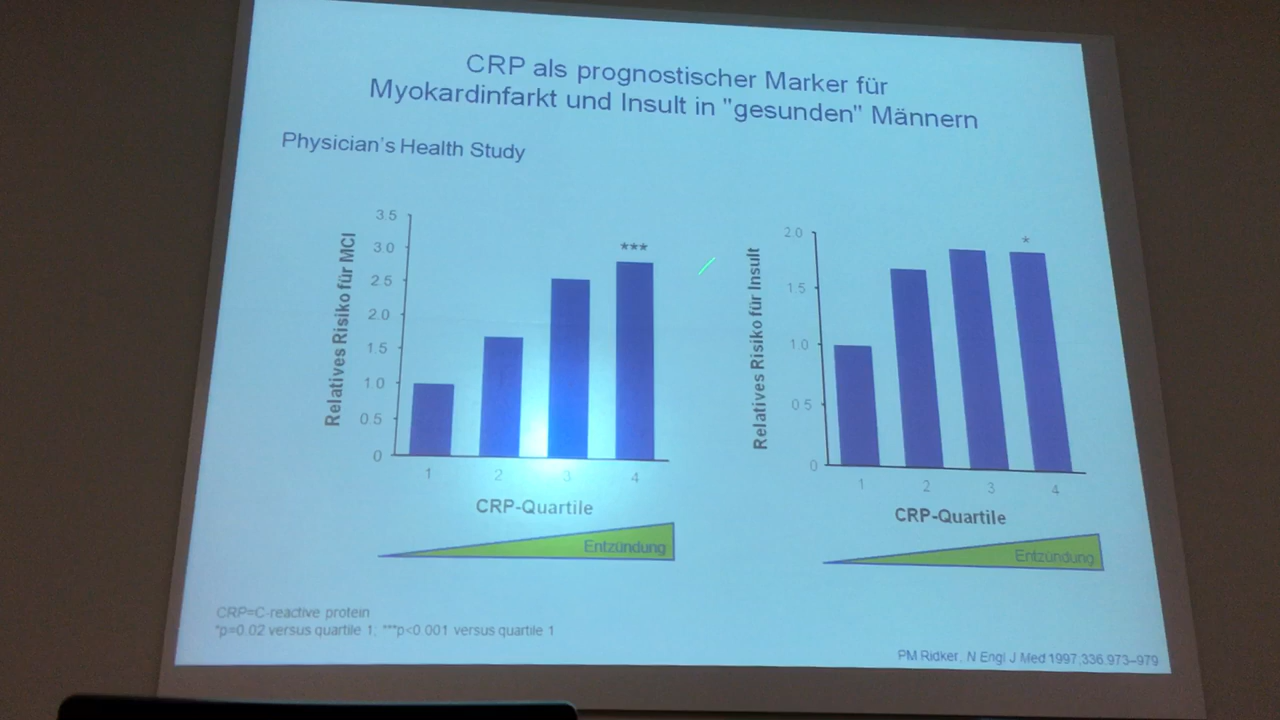 CRP als prognostischer Marker für
Myokardinfarkt und Insult in "gesunden" Männern
Physician's Health Study
Relatives Risiko für MCI
3.5
3.0
2.5
2.0
1.5
1.0
0.5
0
***
1 2 3 4
CRP-Quartile
Entzündung
Relatives Risiko für Insult
2.0
1.5
1.0
0.5
0
*
1 2 3 4
CRP-Quartile
Entzündung
CRP=C-reactive protein
*p=0.02 versus quartile 1; ***p<0.001 versus quartile 1
PM Ridker, N Engl J Med 1997;336:973–979